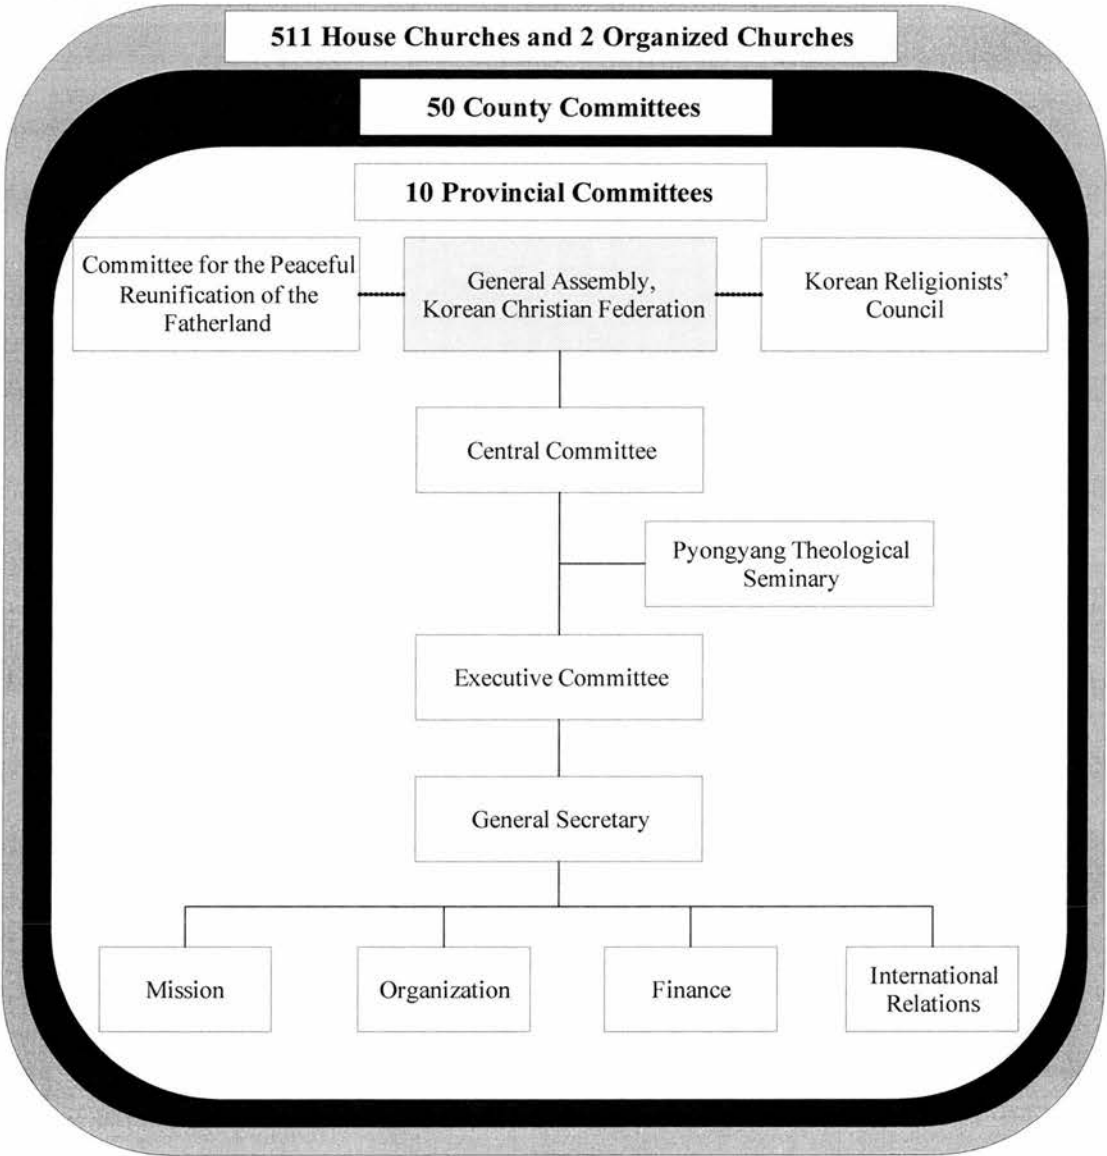 511 House Churches and 2 Organized Churches
50 County Committees
10 Provincial Committees
Committee for the Peaceful
Reunification of the
Fatherland
General Assembly,
Korean Christian Federation
Korean Religionists’
Council
Central Committee
Pyongyang Theological
Seminary
Executive Committee
General Secretary
Mission
Organization
Finance
International
Relations